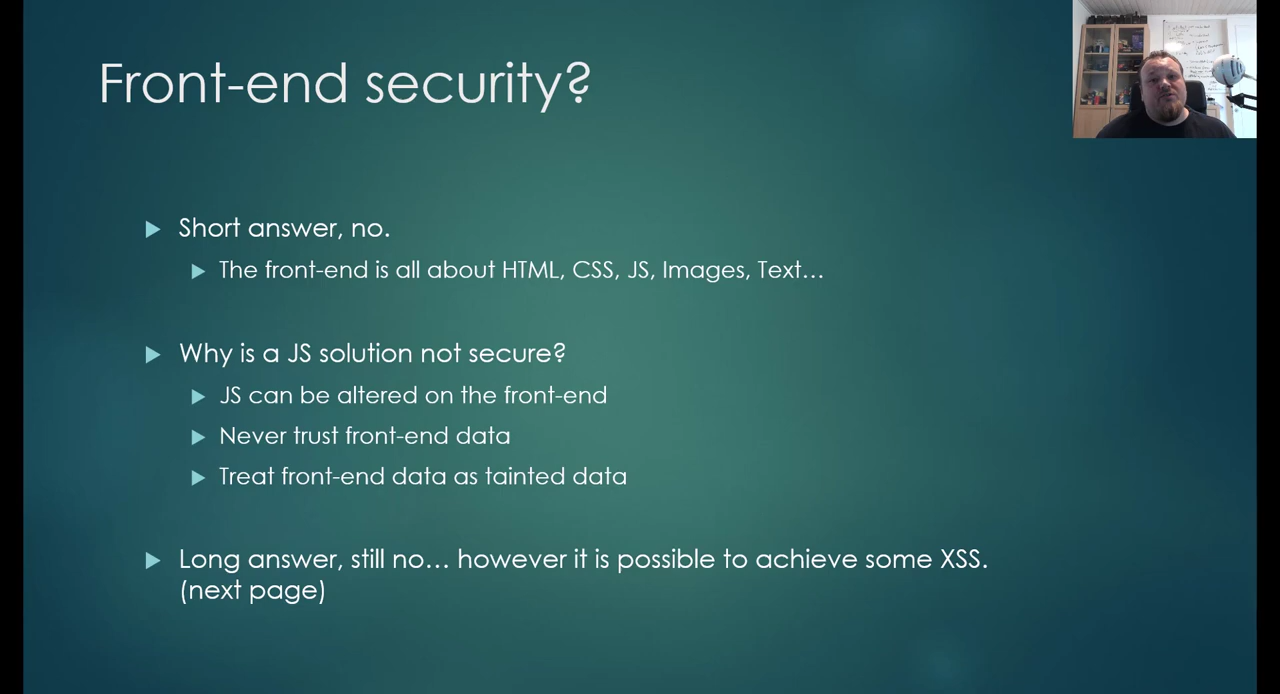 Front-end security?
Short answer, no.
The front-end is all about HTML, CSS, JS, Images, Text…
Why is a JS solution not secure?
JS can be altered on the front-end
Never trust front-end data
Treat front-end data as tainted data
Long answer, still no… however it is possible to achieve some XSS.
(next page)